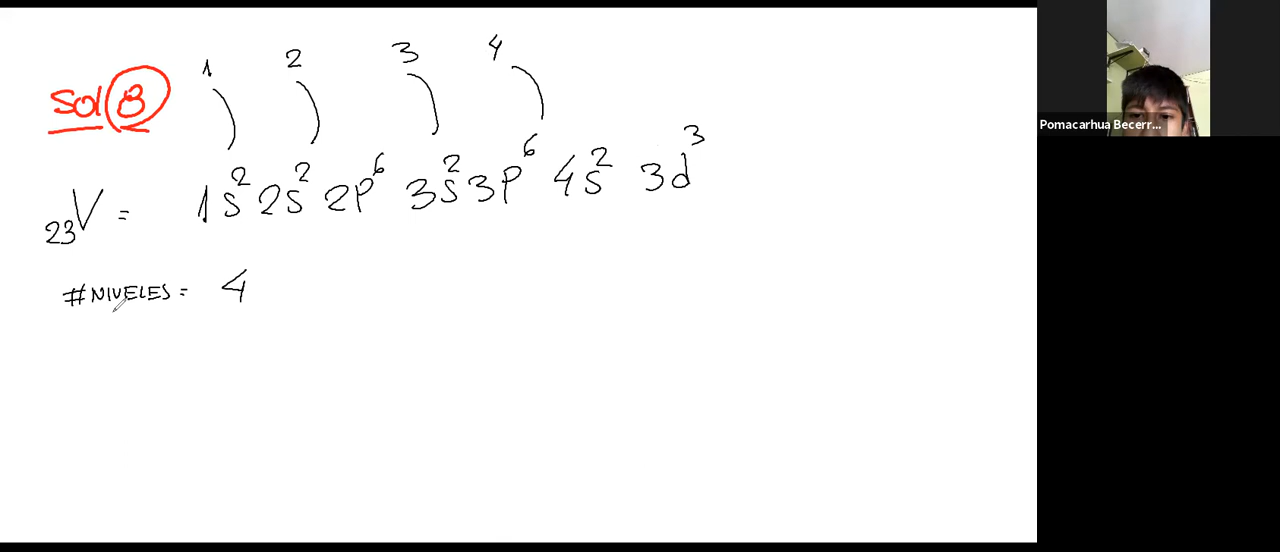 1 2 3 4
Sol 8
₂₃V = 1s² 2s² 2p⁶ 3s² 3p⁶ 4s² 3d³
#NIVELES = 4
Pomacarhua Becerr...